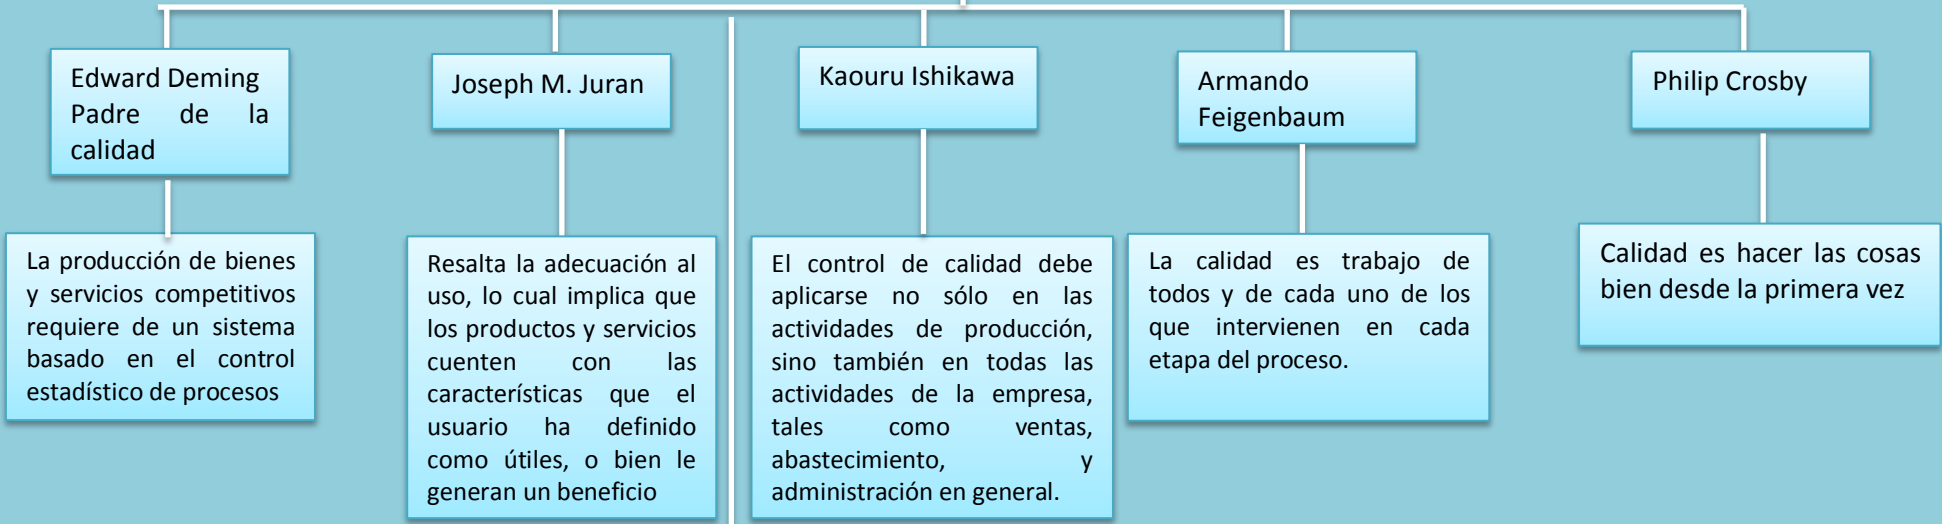 Edward Deming
Padre de la
calidad
Joseph M. Juran
Kaouru Ishikawa
Armando
Feigenbaum
Philip Crosby
La producción de bienes
y servicios competitivos
requiere de un sistema
basado en el control
estadístico de procesos
Resalta la adecuación al
uso, lo cual implica que
los productos y servicios
cuenten con las
características que el
usuario ha definido
como útiles, o bien le
generan un beneficio
El control de calidad debe
aplicarse no sólo en las
actividades de producción,
sino también en todas las
actividades de la empresa,
tales como ventas,
abastecimiento, y
administración en general.
La calidad es trabajo de
todos y de cada uno de los
que intervienen en cada
etapa del proceso.
Calidad es hacer las cosas
bien desde la primera vez